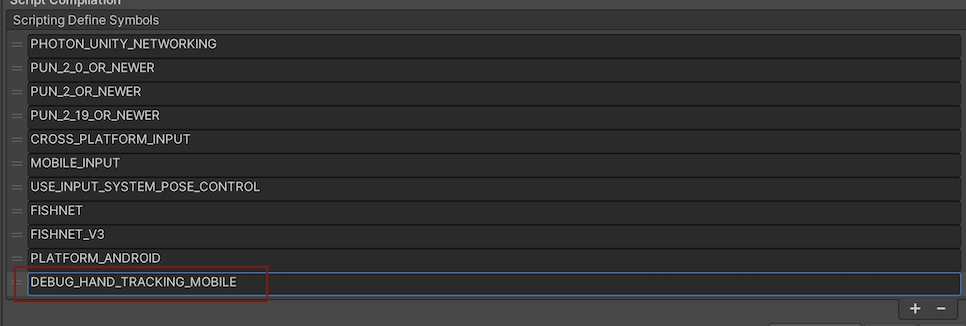 Script Compilation
Scripting Define Symbols
PHOTON_UNITY_NETWORKING
PUN_2_0_OR_NEWER
PUN_2_OR_NEWER
PUN_2_19_OR_NEWER
CROSS_PLATFORM_INPUT
MOBILE_INPUT
USE_INPUT_SYSTEM_POSE_CONTROL
FISHNET
FISHNET_V3
PLATFORM_ANDROID
DEBUG_HAND_TRACKING_MOBILE